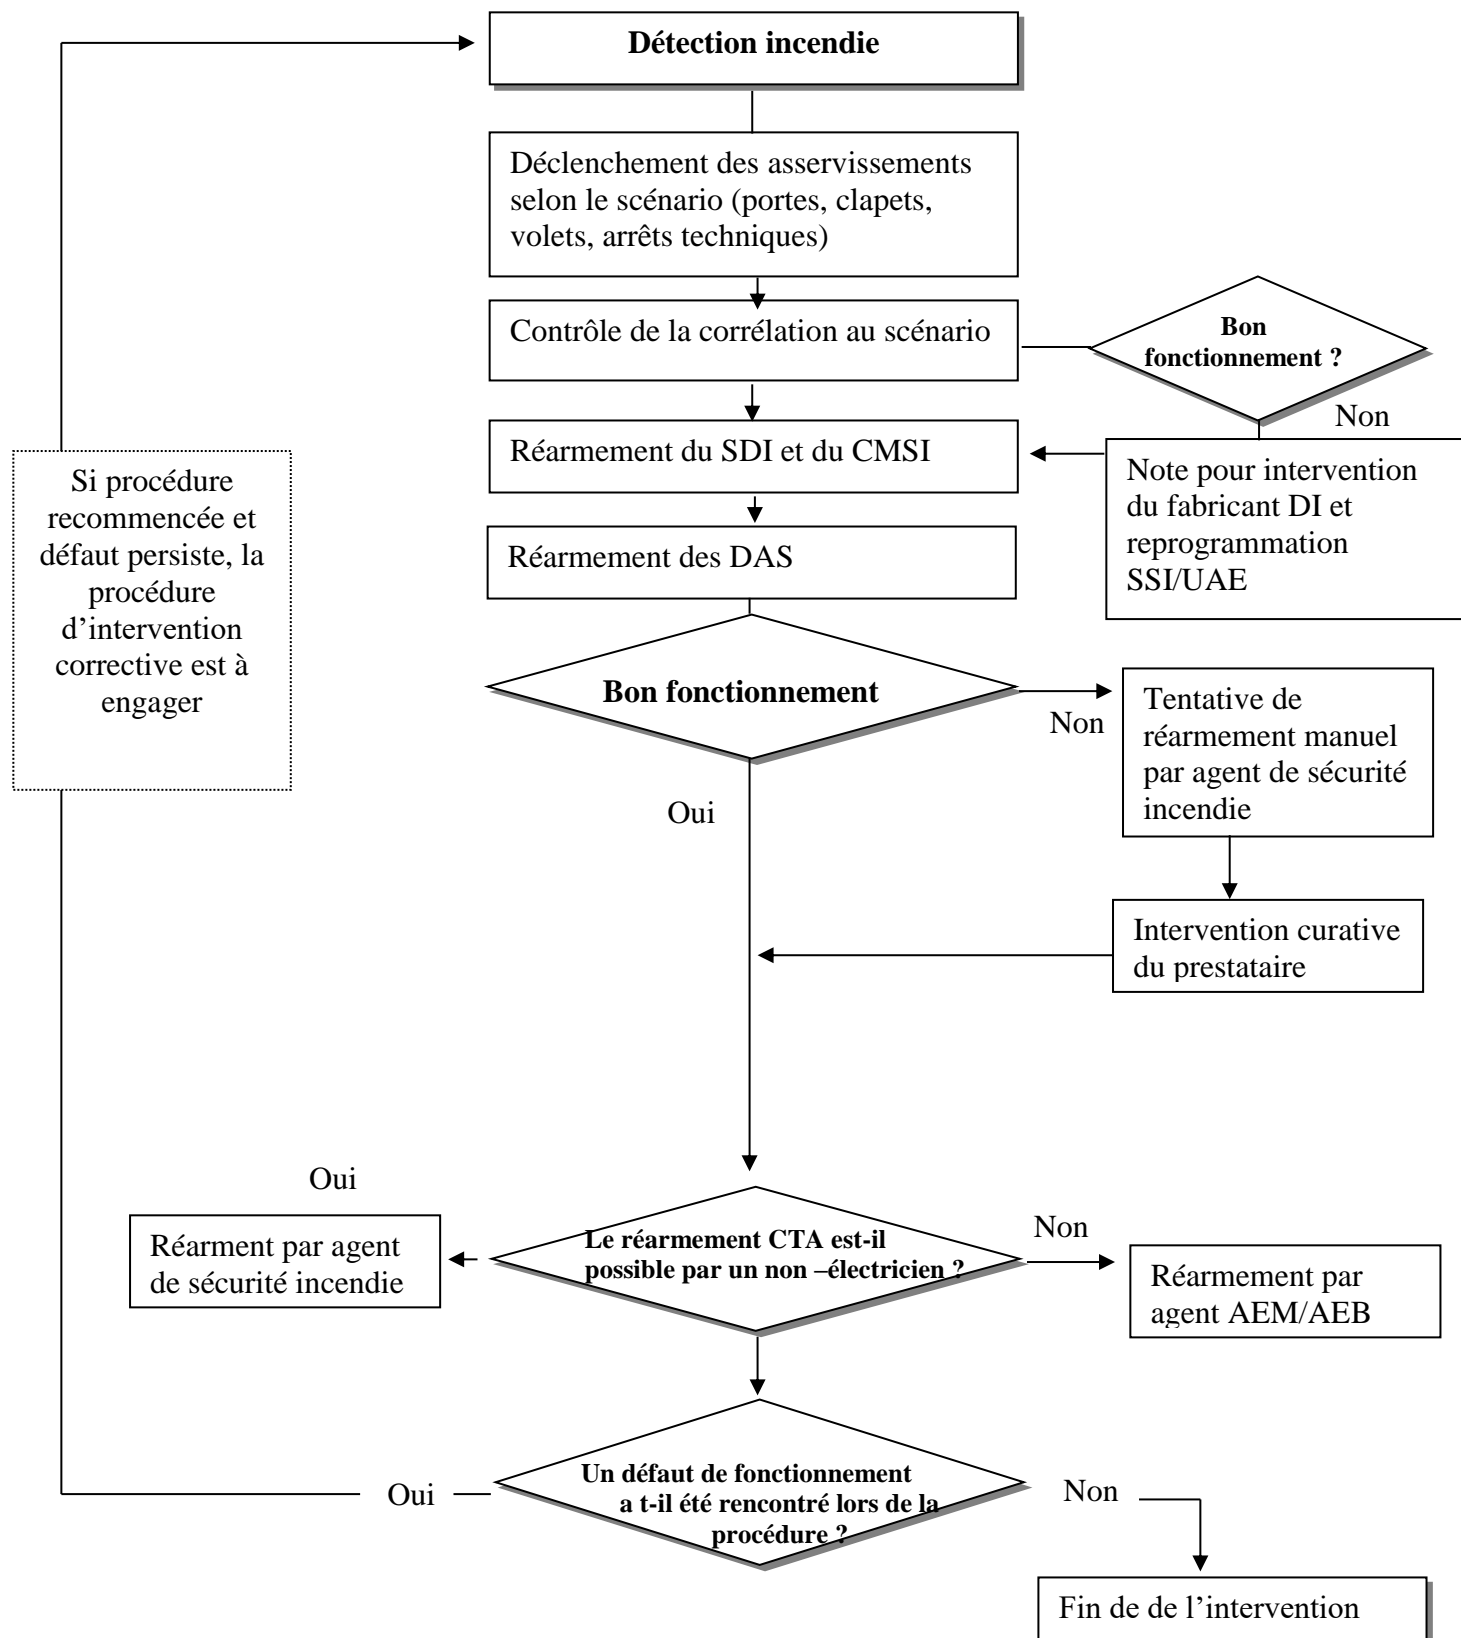 Détection incendie
Déclenchement des asservissements
selon le scénario (portes, clapets,
volets, arrêts techniques)
Contrôle de la corrélation au scénario
Bon
fonctionnement ?
Non
Réarmement du SDI et du CMSI
Note pour intervention
du fabricant DI et
reprogrammation
SSI/UAE
Si procédure
recommencée et
défaut persiste, la
procédure
d’intervention
corrective est à
engager
Réarmement des DAS
Bon fonctionnement
Non
Tentative de
réarmement manuel
par agent de sécurité
incendie
Oui
Intervention curative
du prestataire
Oui
Réarment par agent
de sécurité incendie
Le réarmement CTA est-il
possible par un non –électricien ?
Non
Réarmement par
agent AEM/AEB
Oui
Un défaut de fonctionnement
a t-il été rencontré lors de la
procédure ?
Non
Fin de de l’intervention